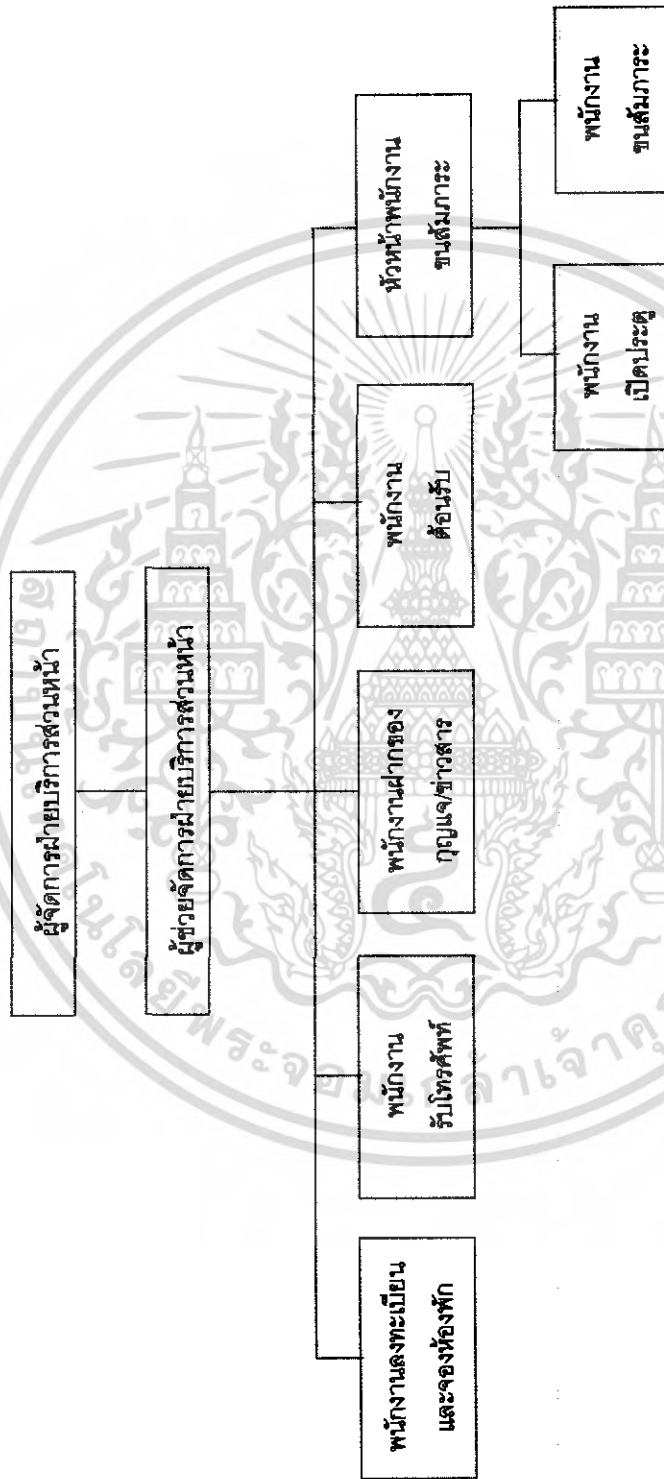 ผู้จัดการฝ่ายบริการส่วนหน้า
ผู้ช่วยจัดการฝ่ายบริการส่วนหน้า
พนักงานลงทะเบียน
และจองห้องพัก
พนักงาน
รับโทรศัพท์
พนักงานฝากของ
กุญแจ/ข่าวสาร
พนักงาน
ต้อนรับ
หัวหน้าพนักงาน
ขนสัมภาระ
พนักงาน
เปิดประตู
พนักงาน
ขนสัมภาระ